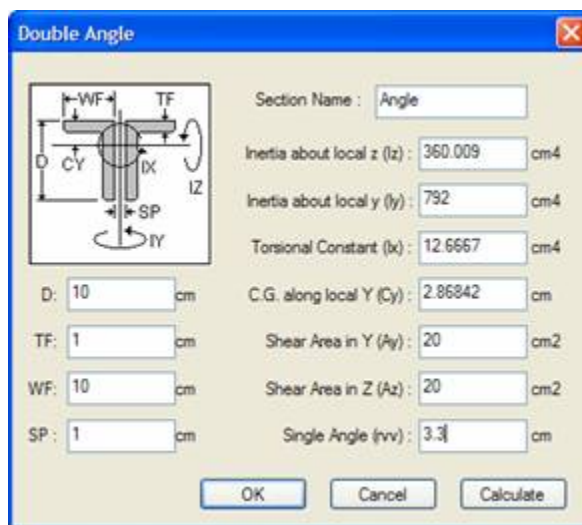 Double Angle
WF
TF
D
CY
IX
IZ
SP
IY
Section Name : Angle
Inertia about local z (Iz) : 360.009 cm4
Inertia about local y (Iy) : 792 cm4
Torsional Constant (Ix) : 12.6667 cm4
D: 10 cm
C.G. along local Y (Cy) : 2.86842 cm
TF: 1 cm
Shear Area in Y (Ay) : 20 cm2
WF: 10 cm
Shear Area in Z (Az) : 20 cm2
SP : 1 cm
Single Angle (rvv) : 3.3 cm
OK
Cancel
Calculate